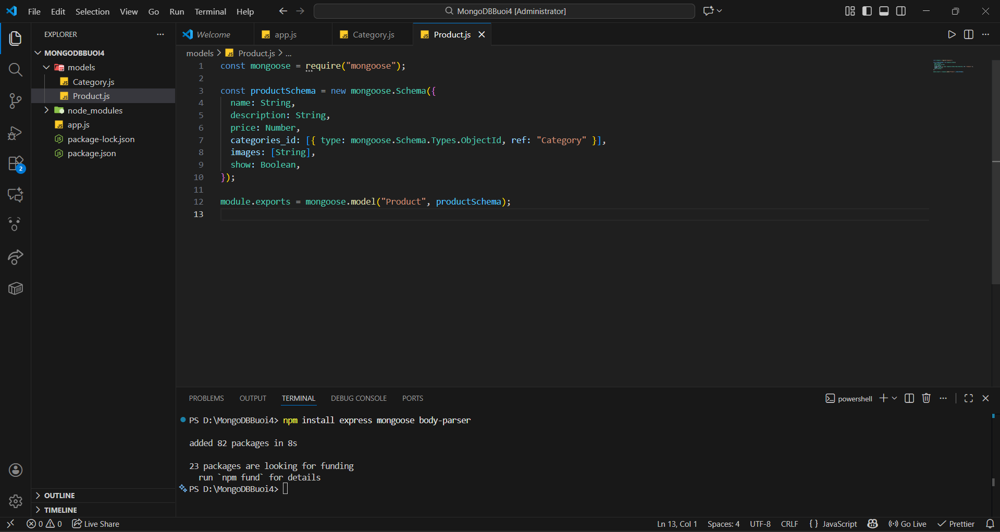 File Edit Selection View Go Run Terminal Help
MongoDBBuoi4 [Administrator]
EXPLORER
MONGODBBUOI4
models
Category.js
Product.js
node_modules
app.js
package-lock.json
package.json
2
OUTLINE
TIMELINE
Welcome app.js Category.js Product.js
models > Product.js > ...
1 const mongoose = require("mongoose");
2
3 const productSchema = new mongoose.Schema({
4 name: String,
5 description: String,
6 price: Number,
7 categories_id: [{ type: mongoose.Schema.Types.ObjectId, ref: "Category" }],
8 images: [String],
9 show: Boolean,
10 });
11
12 module.exports = mongoose.model("Product", productSchema);
13
PROBLEMS OUTPUT TERMINAL DEBUG CONSOLE PORTS
powershell
PS D:\MongoDBBuoi4> npm install express mongoose body-parser
added 82 packages in 8s
23 packages are looking for funding
run `npm fund` for details
PS D:\MongoDBBuoi4>
0 0 Live Share
Ln 13, Col 1 Spaces: 4 UTF-8 CRLF { } JavaScript Go Live Prettier